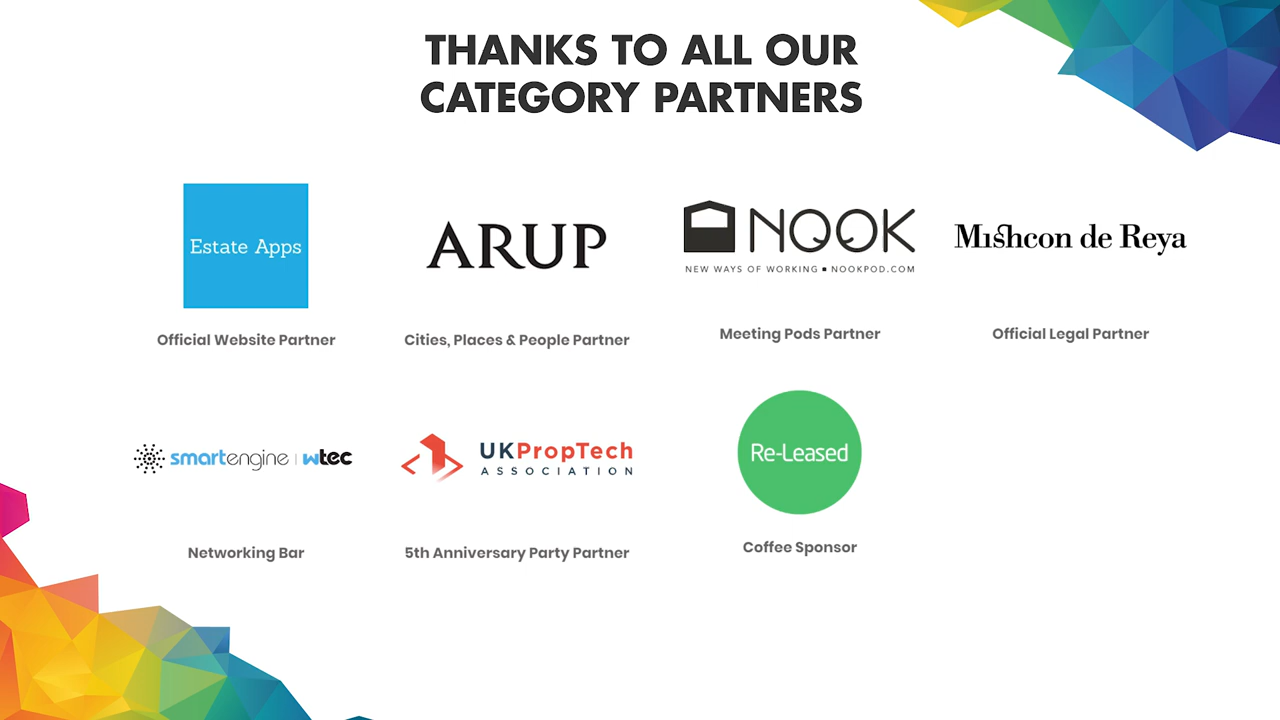 THANKS TO ALL OUR
CATEGORY PARTNERS
Estate Apps
Official Website Partner
ARUP
Cities, Places & People Partner
NOOK
NEW WAYS OF WORKING ■ NOOKPOD.COM
Meeting Pods Partner
Mishcon de Reya
Official Legal Partner
smartengine | wtec
Networking Bar
UKPropTech
ASSOCIATION
5th Anniversary Party Partner
Re-Leased
Coffee Sponsor